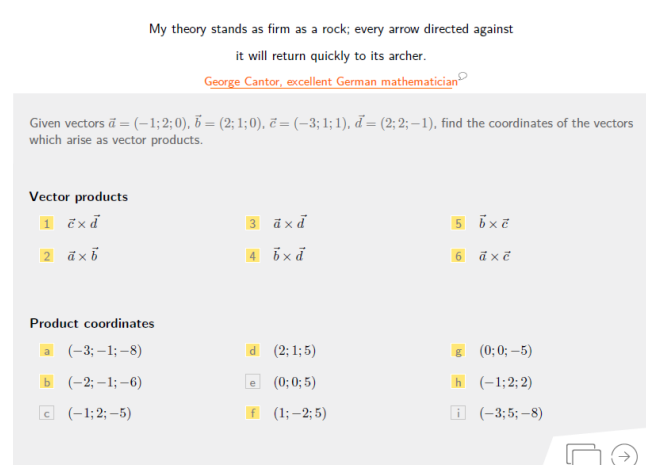 My theory stands as firm as a rock; every arrow directed against
it will return quickly to its archer.
George Cantor, excellent German mathematician
Given vectors a⃗ = (−1; 2; 0), b⃗ = (2; 1; 0), c⃗ = (−3; 1; 1), d⃗ = (2; 2; −1), find the coordinates of the vectors
which arise as vector products.
Vector products
1 c⃗ × d⃗ 3 a⃗ × d⃗ 5 b⃗ × c⃗
2 a⃗ × b⃗ 4 b⃗ × d⃗ 6 a⃗ × c⃗
Product coordinates
a (−3; −1; −8) d (2; 1; 5) g (0; 0; −5)
b (−2; −1; −6) e (0; 0; 5) h (−1; 2; 2)
c (−1; 2; −5) f (1; −2; 5) i (−3; 5; −8)